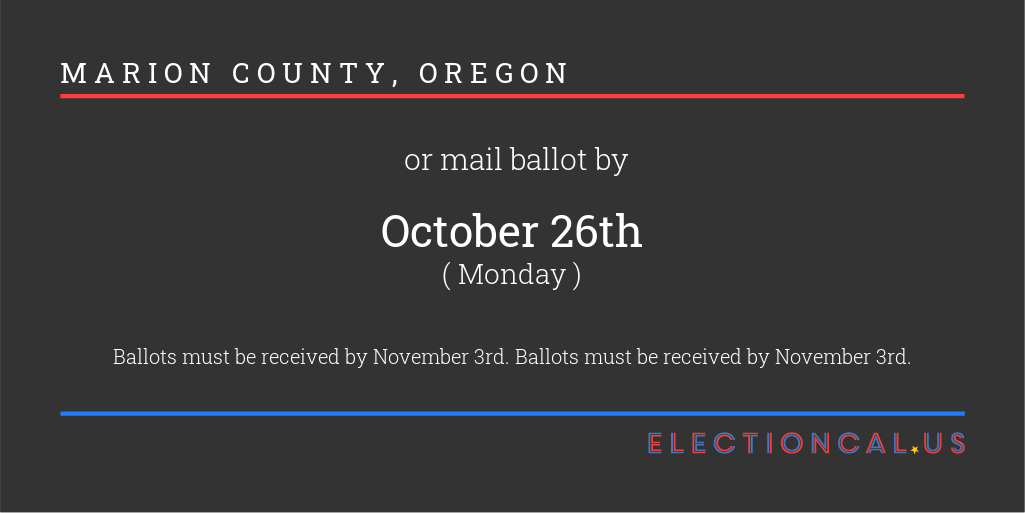 MARION COUNTY, OREGON
or mail ballot by
October 26th
( Monday )
Ballots must be received by November 3rd. Ballots must be received by November 3rd.
ELECTIONCAL.US